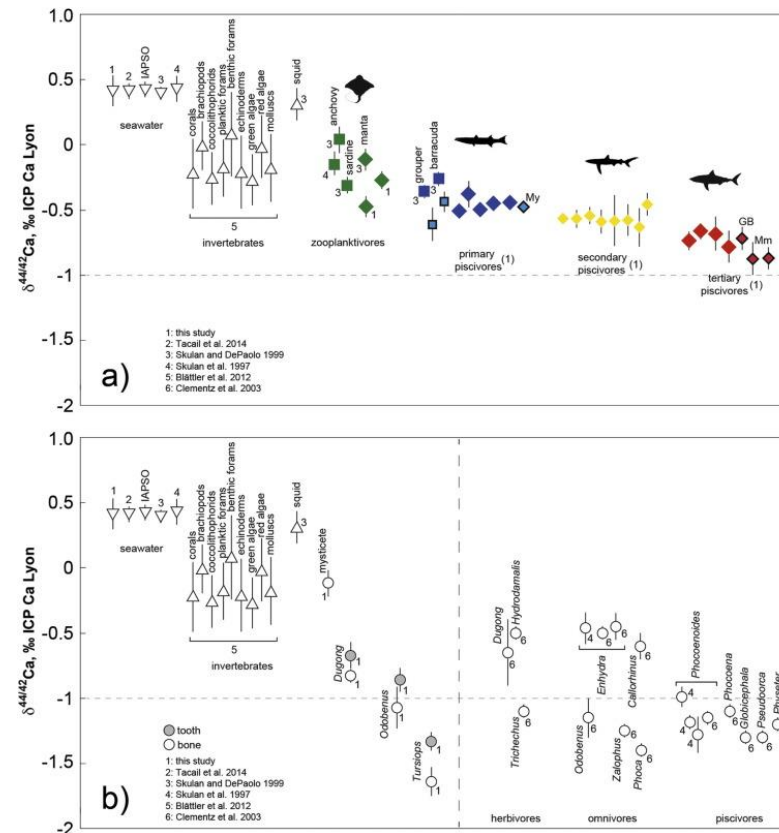 1.0
0.5
0
-0.5
-1
-1.5
-2
δ44/42Ca, ‰ ICP Ca Lyon
1
2
IAPSO
3
4
seawater
corals
brachiopods
coccolithophorids
planktic forams
benthic forams
echinoderms
green algae
red algae
molluscs
5
invertebrates
squid
3
anchovy
3
4
sardine
3
manta
3
1
1
zooplanktivores
grouper
3
barracuda
3
My
primary
piscivores (1)
secondary
piscivores (1)
GB
Mm
tertiary
piscivores (1)
1: this study
2: Tacail et al. 2014
3: Skulan and DePaolo 1999
4: Skulan et al. 1997
5: Blättler et al. 2012
6: Clementz et al. 2003
a)
1.0
0.5
0
-0.5
-1
-1.5
-2
δ44/42Ca, ‰ ICP Ca Lyon
1
2
IAPSO
3
4
seawater
corals
brachiopods
coccolithophorids
planktic forams
benthic forams
echinoderms
green algae
red algae
molluscs
5
invertebrates
squid
3
mysticete
1
Dugong
1
1
Odobenus
1
1
Tursiops
1
1
Dugong
6
Hydrodamalis
6
Trichechus
6
4
6
6
Enhydra
Callorhinus
6
Odobenus
6
Zalophus
6
Phoca
6
Phocoenoides
4
4
4
6
Phocoena
6
Globicephala
6
Pseudoorca
6
Physeter
6
herbivores
omnivores
piscivores
tooth
bone
1: this study
2: Tacail et al. 2014
3: Skulan and DePaolo 1999
4: Skulan et al. 1997
5: Blättler et al. 2012
6: Clementz et al. 2003
b)